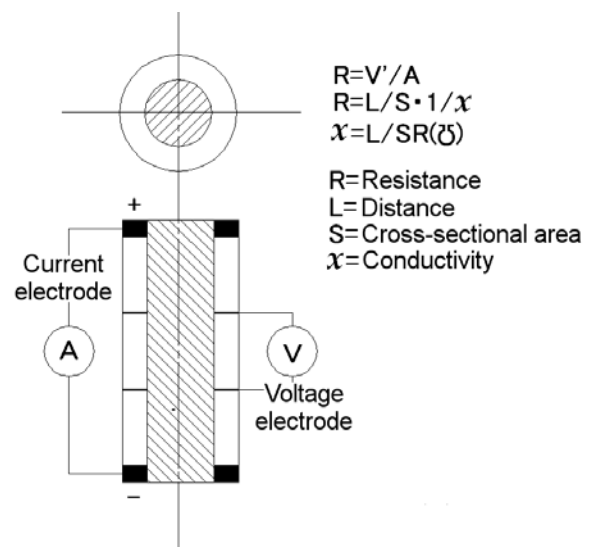 R=V'/A
R=L/S・1/x
x=L/SR(℧)
R=Resistance
L=Distance
S=Cross-sectional area
x=Conductivity
+
Current
electrode
A
V
Voltage
electrode
−